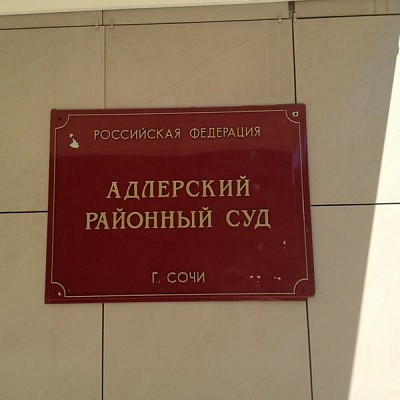 РОССИЙСКАЯ ФЕДЕРАЦИЯ
АДЛЕРСКИЙ
РАЙОННЫЙ СУД
Г. СОЧИ